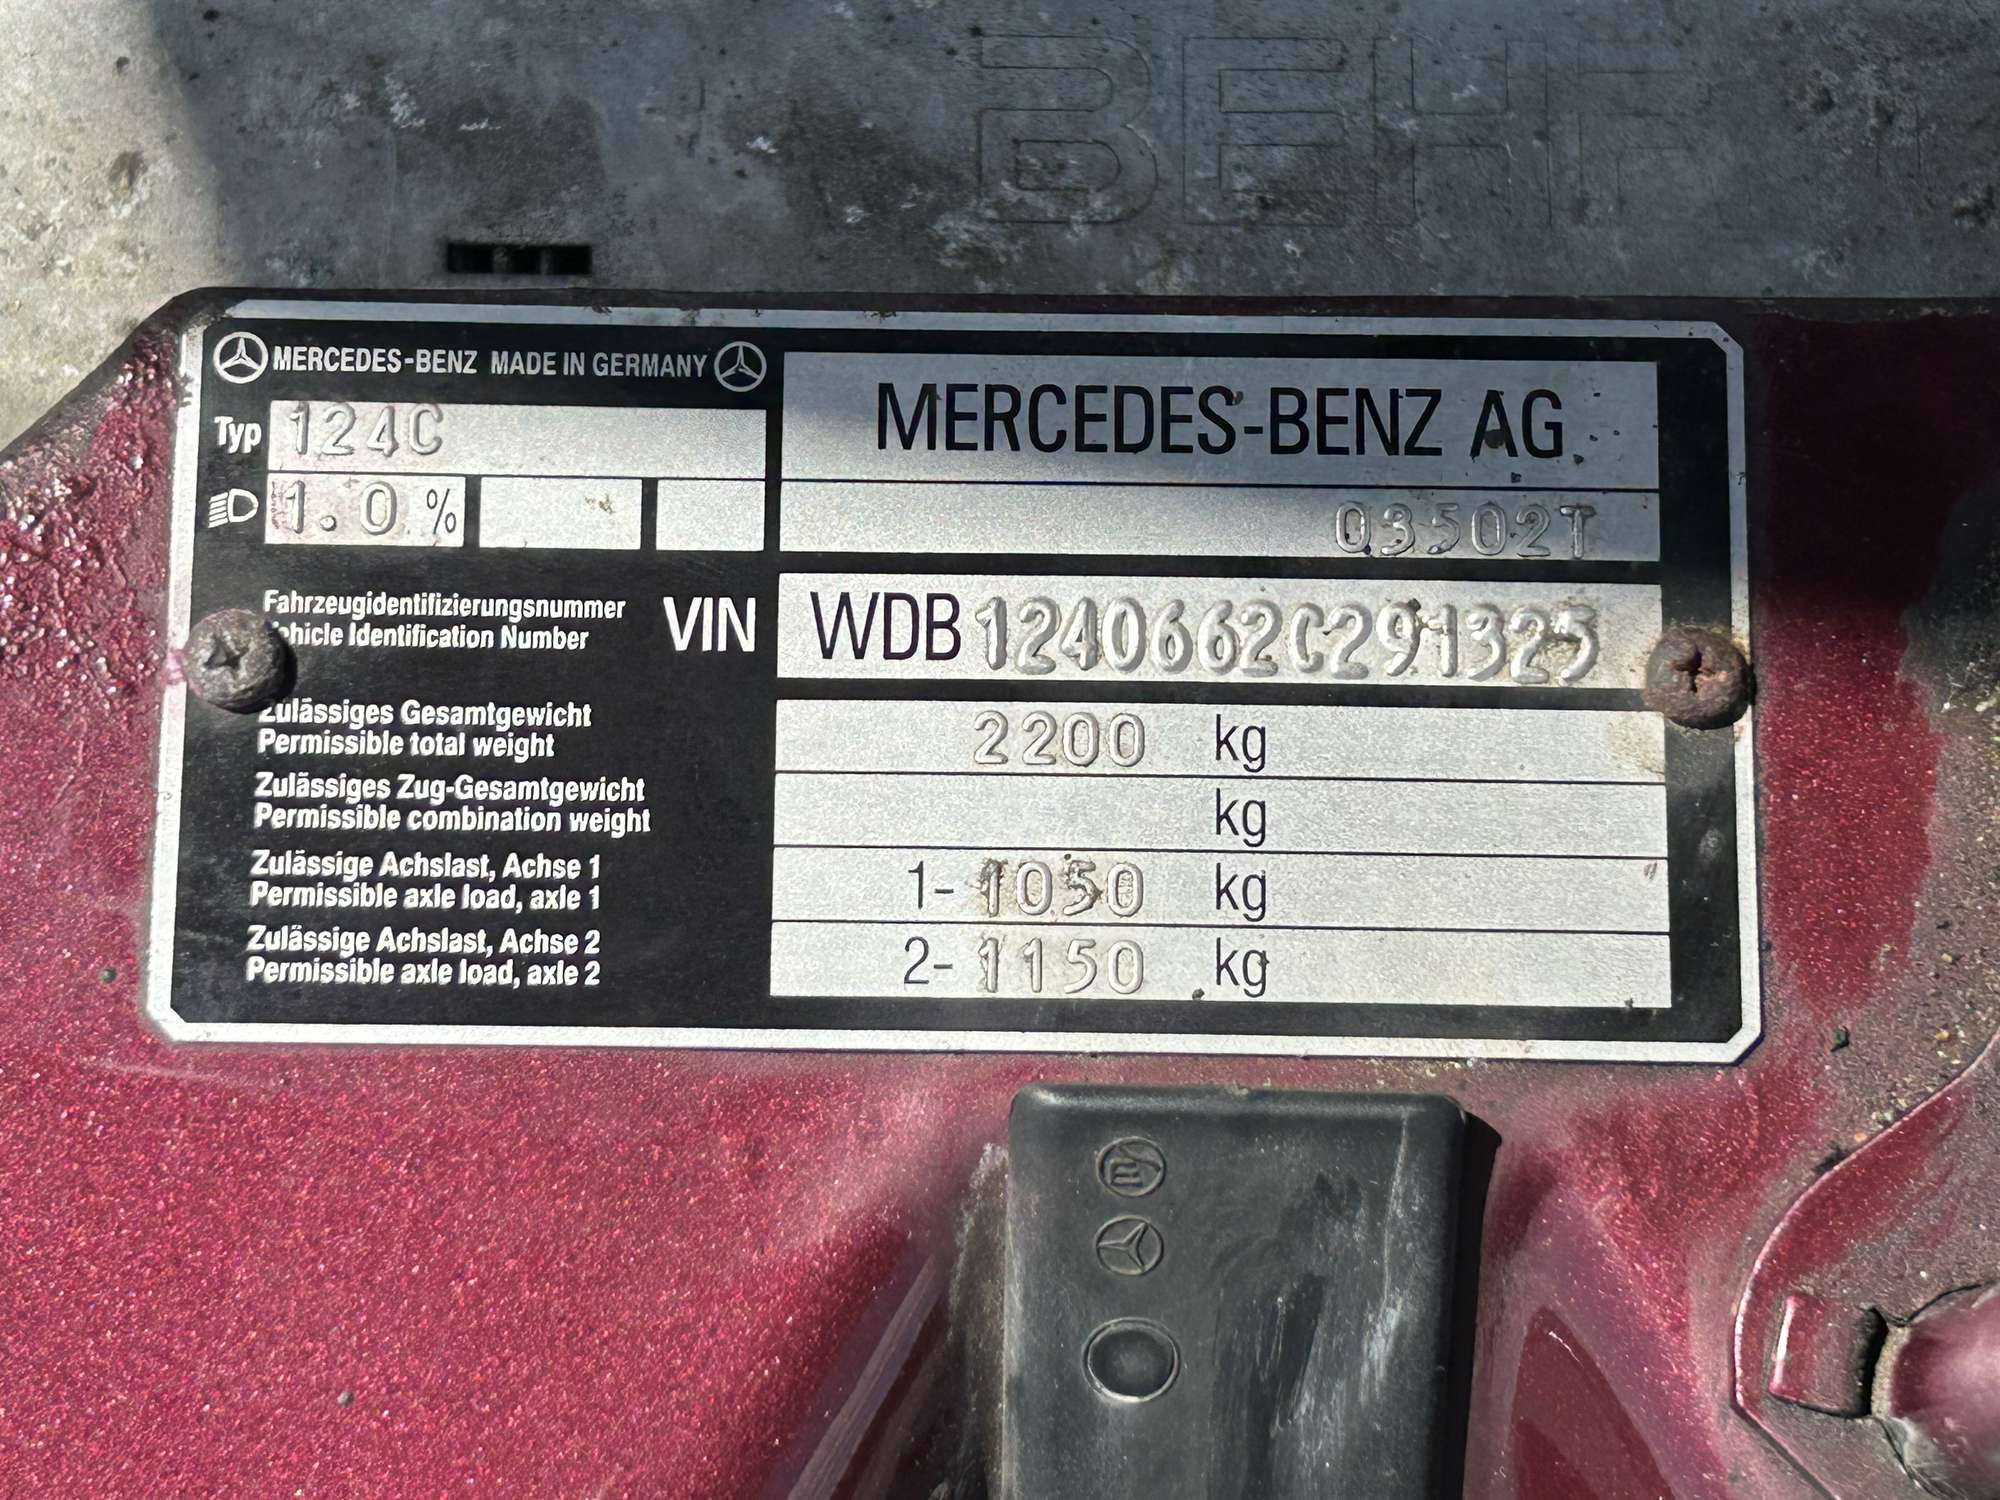 BEHR
MERCEDES-BENZ MADE IN GERMANY
MERCEDES-BENZ AG
Typ 124C
1.0 %
03502T
Fahrzeugidentifizierungsnummer
Vehicle Identification Number
VIN WDB1240662C291325
Zulässiges Gesamtgewicht
Permissible total weight
2200 kg
Zulässiges Zug-Gesamtgewicht
Permissible combination weight
kg
Zulässige Achslast, Achse 1
Permissible axle load, axle 1
1-1050 kg
Zulässige Achslast, Achse 2
Permissible axle load, axle 2
2-1150 kg